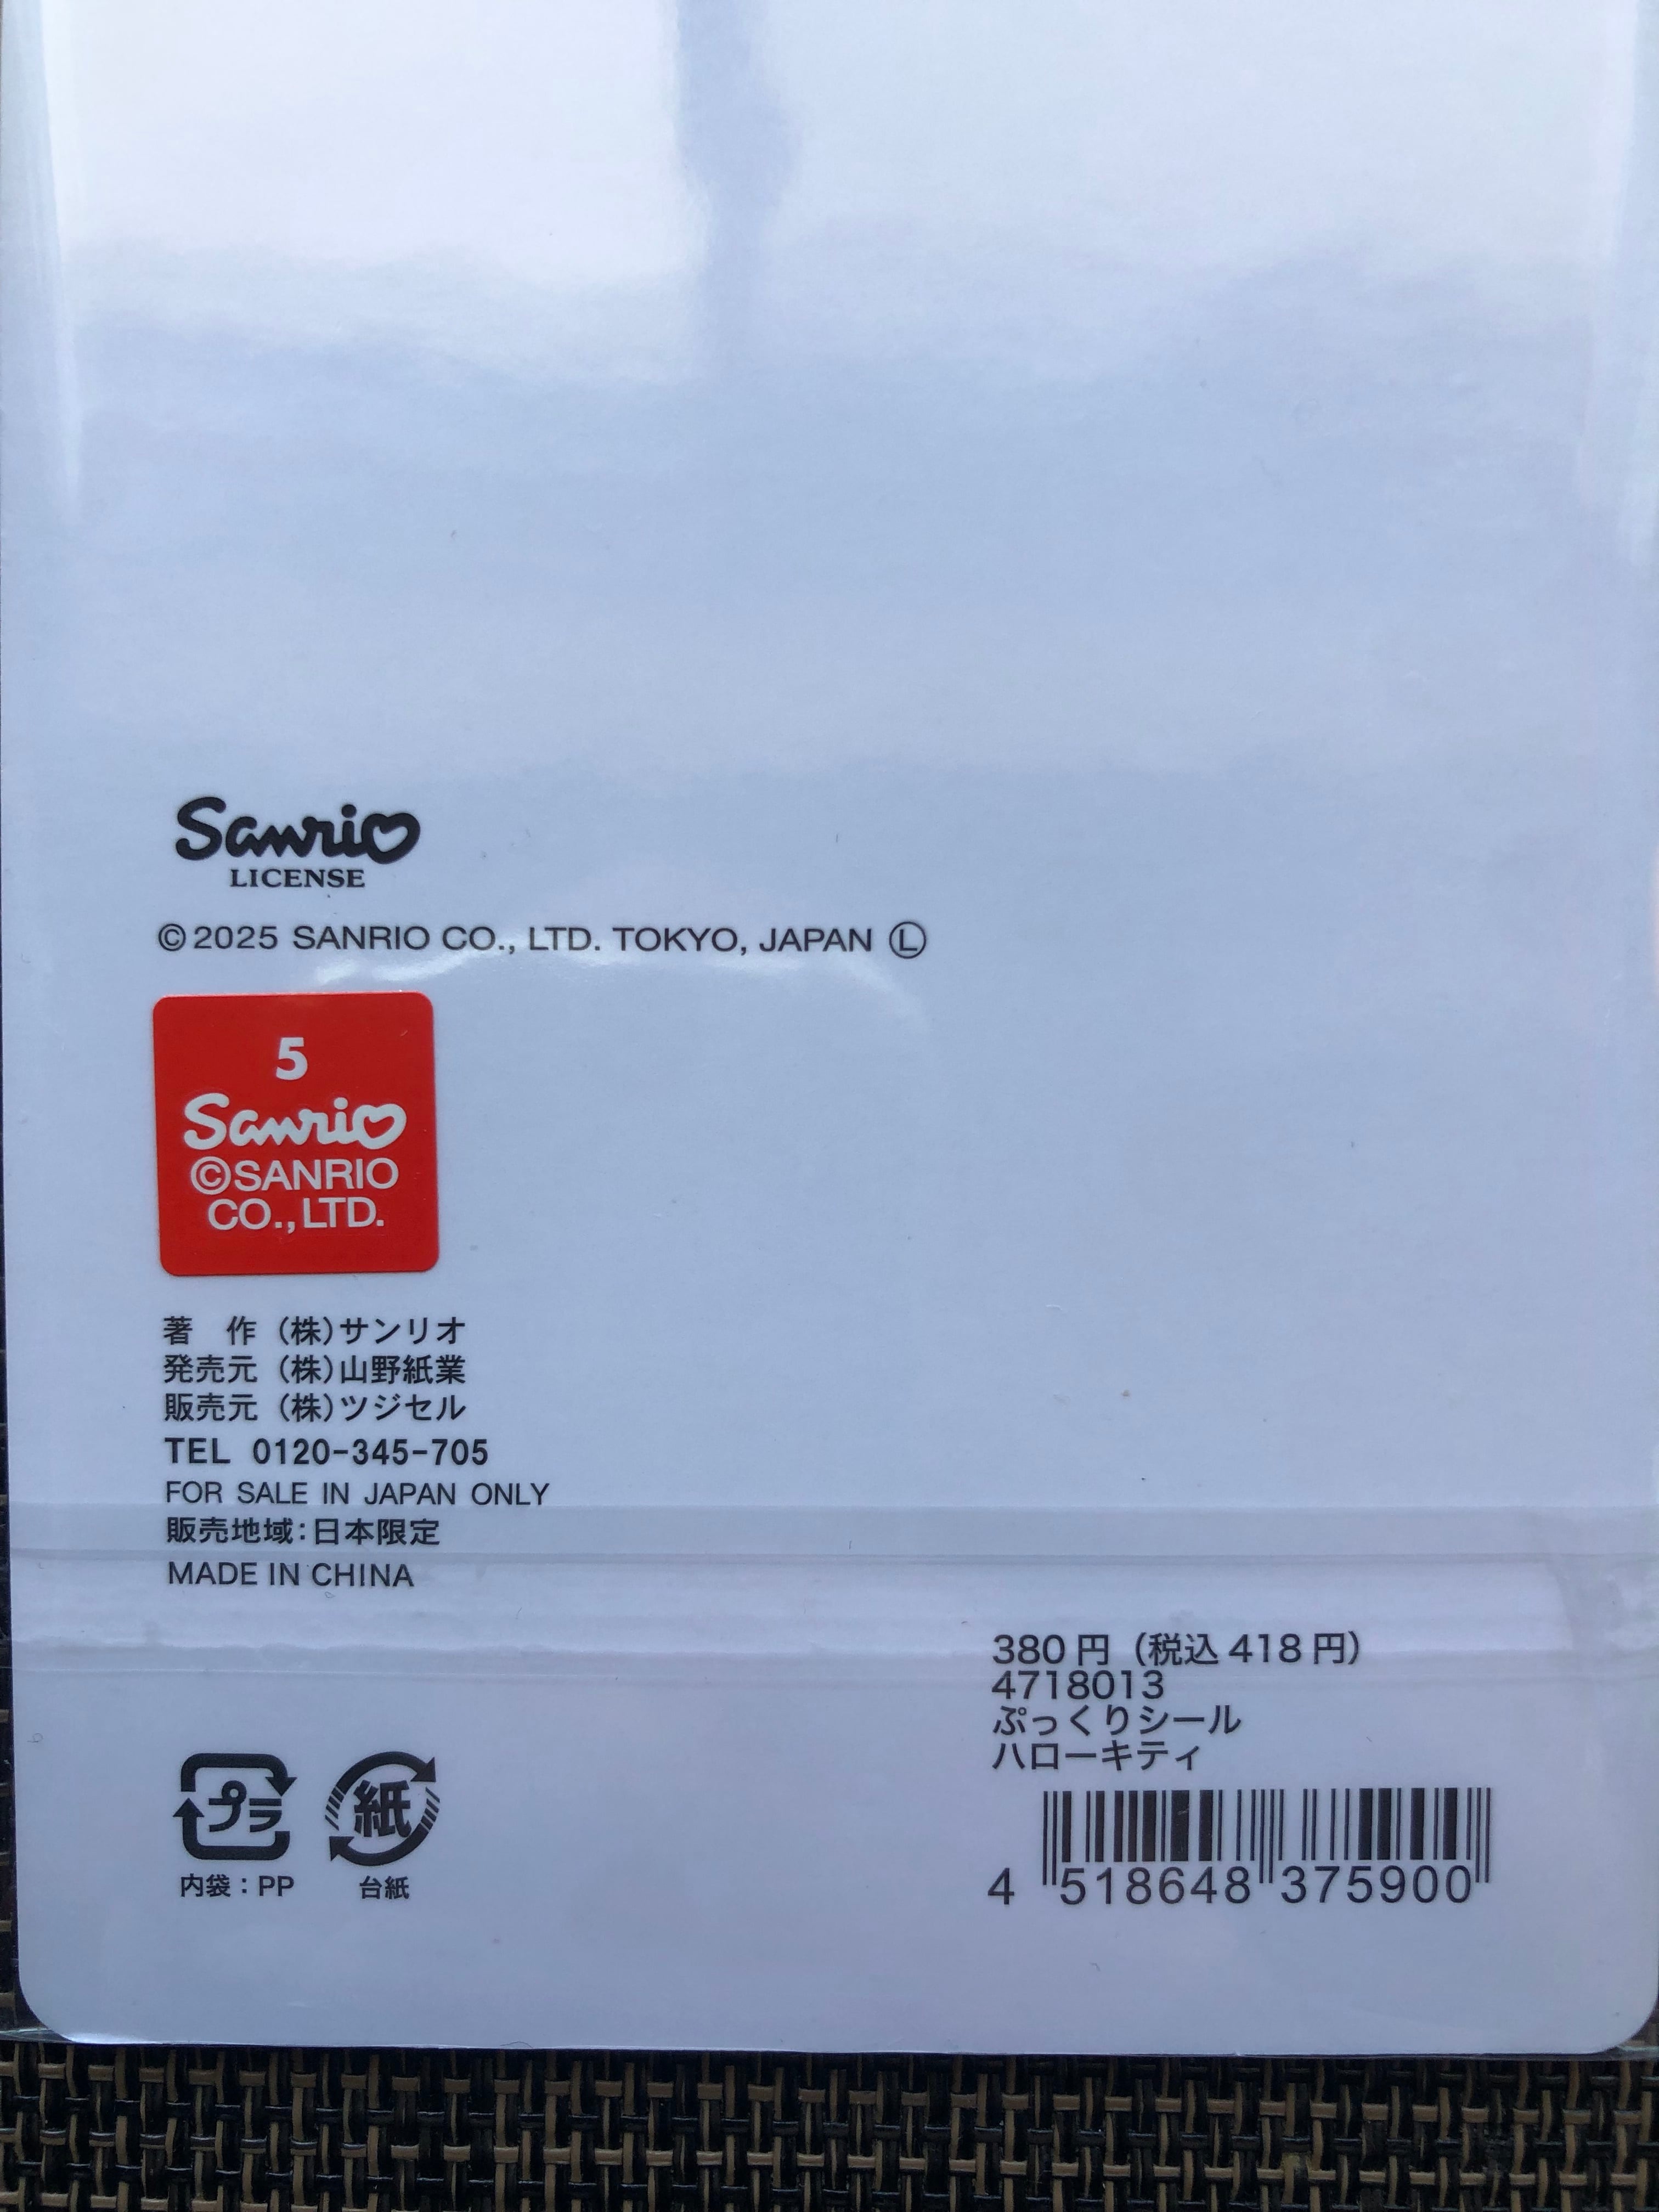 Sanrio
LICENSE
©2025 SANRIO CO., LTD. TOKYO, JAPAN Ⓛ
5
Sanrio
©SANRIO
CO., LTD.
著　作（株）サンリオ
発売元（株）山野紙業
販売元（株）ツジセル
TEL 0120-345-705
FOR SALE IN JAPAN ONLY
販売地域:日本限定
MADE IN CHINA
380円（税込418円）
4718013
ぷっくりシール
ハローキティ
4 518648 375900
プラ 紙
内袋：PP 台紙